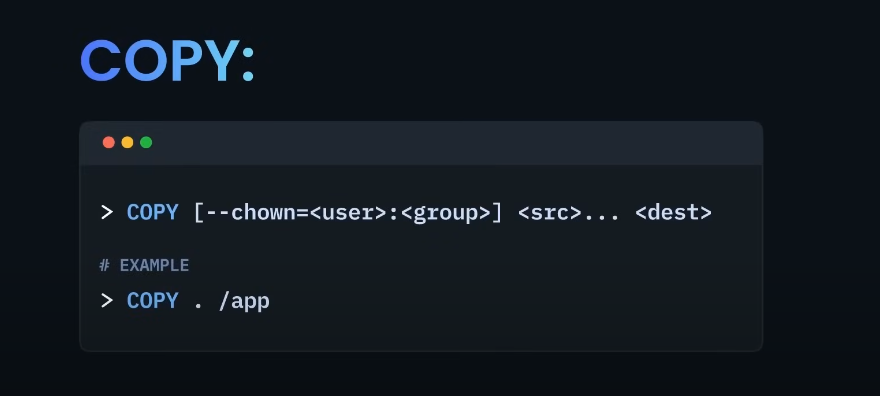 COPY:
> COPY [--chown=<user>:<group>] <src>... <dest>
# EXAMPLE
> COPY . /app